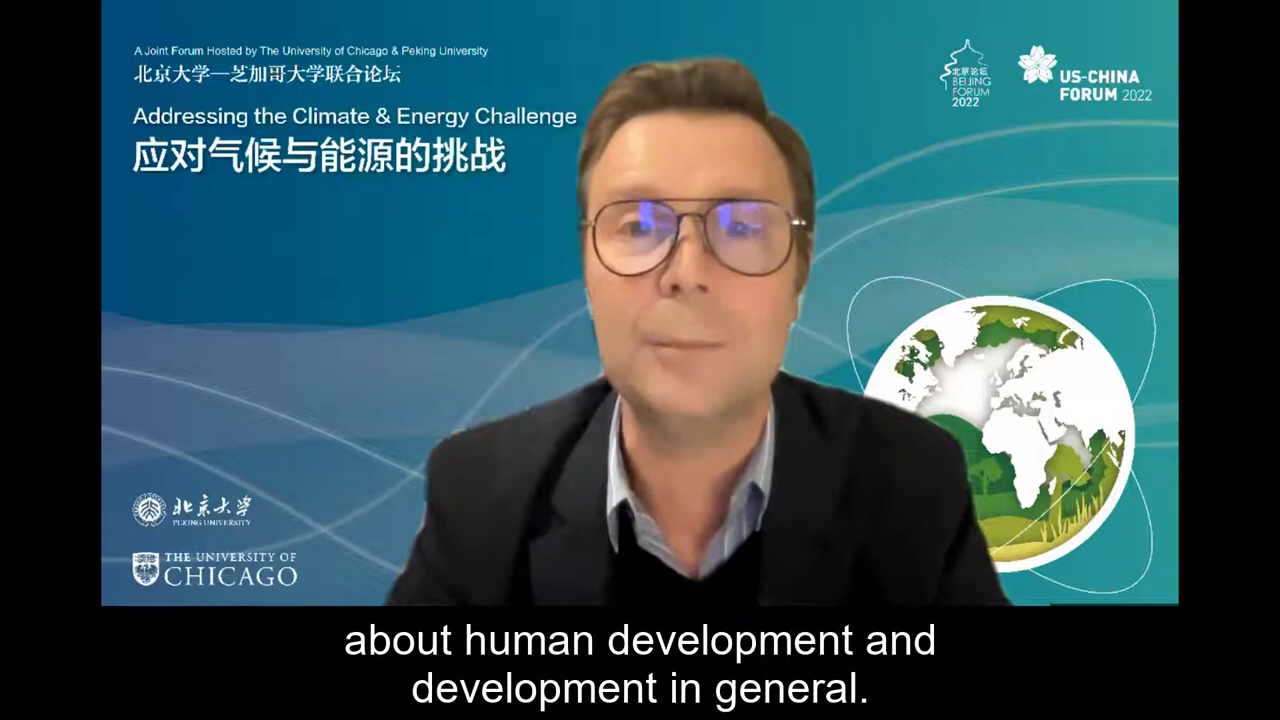 A Joint Forum Hosted by The University of Chicago & Peking University
北京大学—芝加哥大学联合论坛
Addressing the Climate & Energy Challenge
应对气候与能源的挑战
北京论坛
BEIJING
FORUM
2022
US-CHINA
FORUM 2022
北京大学
PEKING UNIVERSITY
THE UNIVERSITY OF
CHICAGO
about human development and
development in general.